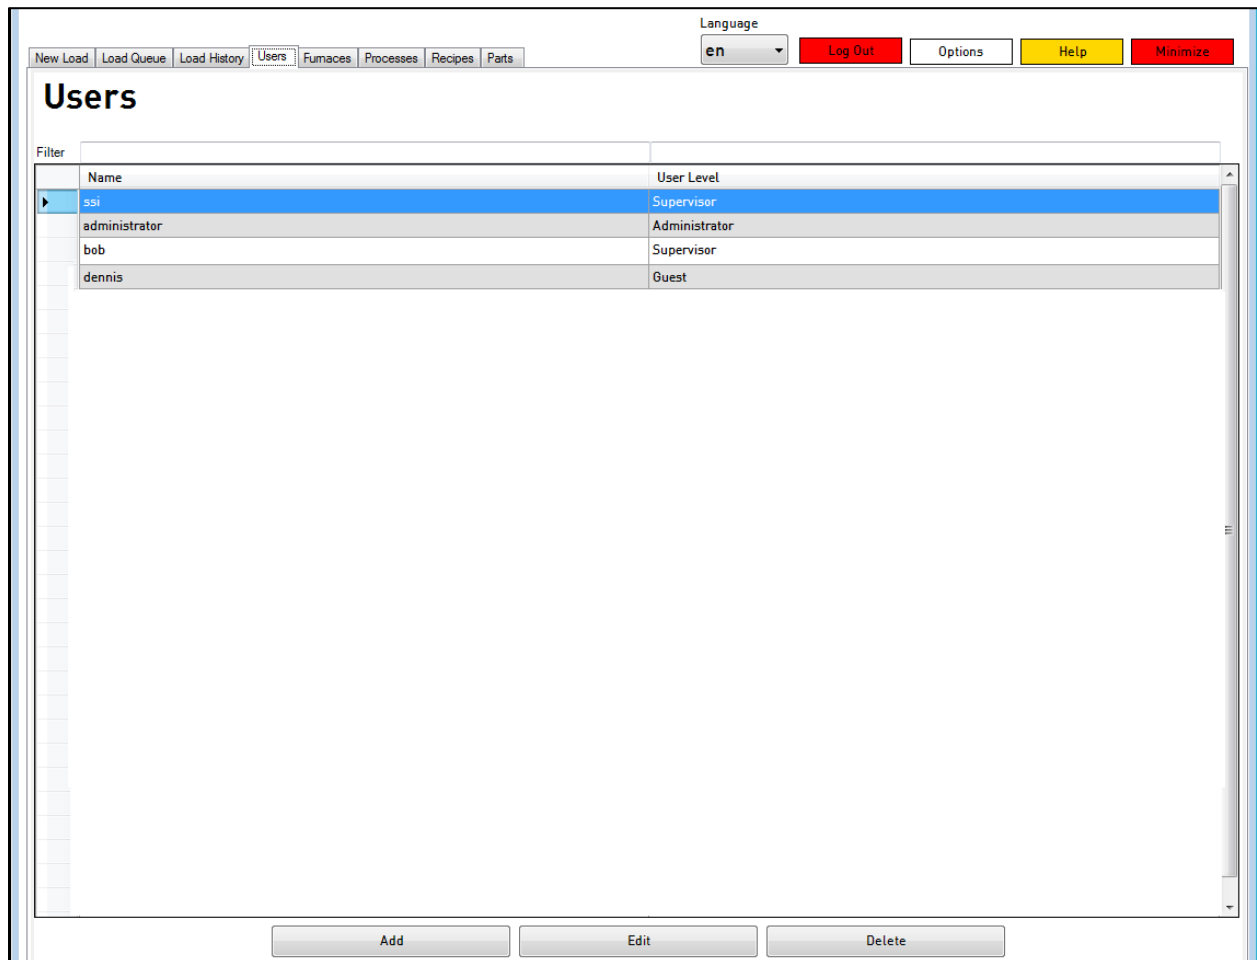 Language
New Load Load Queue Load History Users Furnaces Processes Recipes Parts en Log Out Options Help Minimize
Users
Filter
Name User Level
ssi Supervisor
administrator Administrator
bob Supervisor
dennis Guest
Add Edit Delete